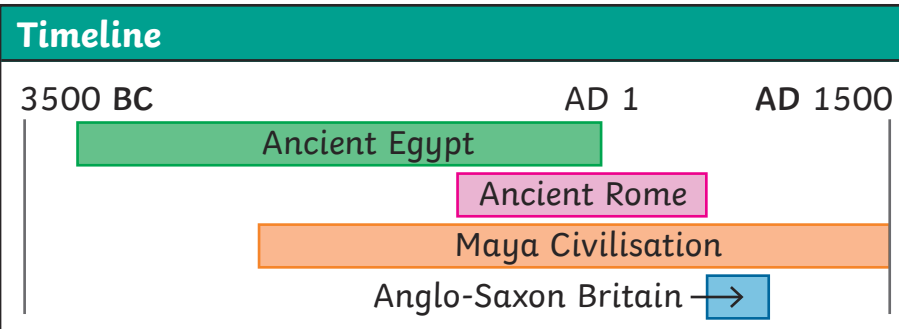 Timeline
3500 BC AD 1 AD 1500
Ancient Egypt
Ancient Rome
Maya Civilisation
Anglo-Saxon Britain